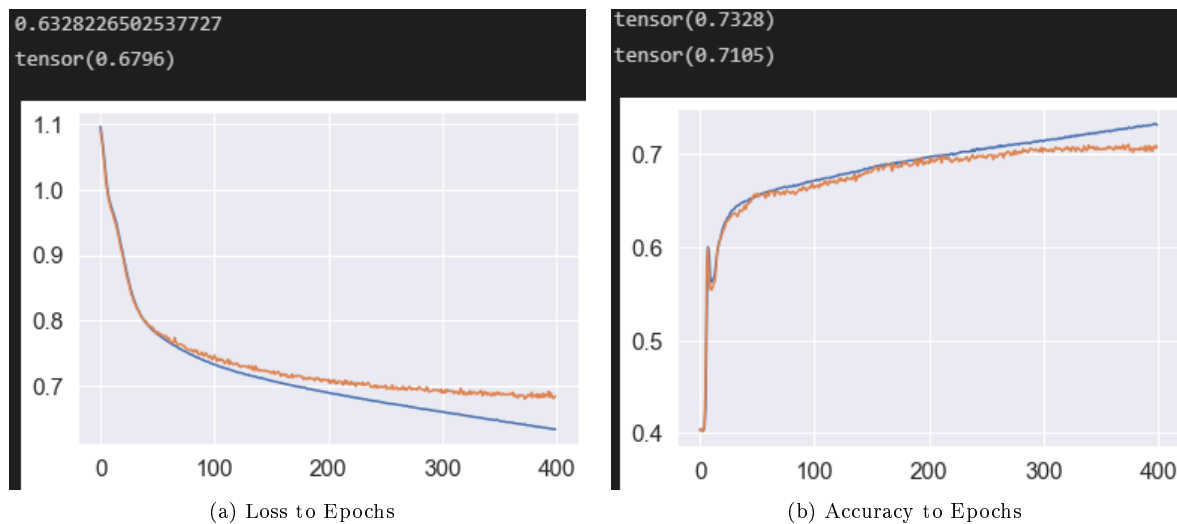 0.6328226502537727
tensor(0.6796)
1.1
1.0
0.9
0.8
0.7
0 100 200 300 400
(a) Loss to Epochs
tensor(0.7328)
tensor(0.7105)
0.7
0.6
0.5
0.4
0 100 200 300 400
(b) Accuracy to Epochs